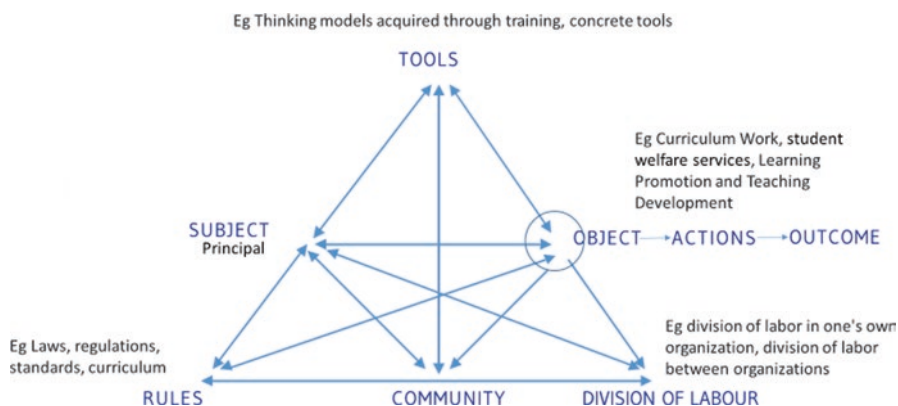 Eg Thinking models acquired through training, concrete tools
TOOLS
Eg Curriculum Work, student
welfare services, Learning
Promotion and Teaching
Development
SUBJECT
Principal
OBJECT ACTIONS OUTCOME
Eg Laws, regulations,
standards, curriculum
Eg division of labor in one's own
organization, division of labor
between organizations
RULES COMMUNITY DIVISION OF LABOUR